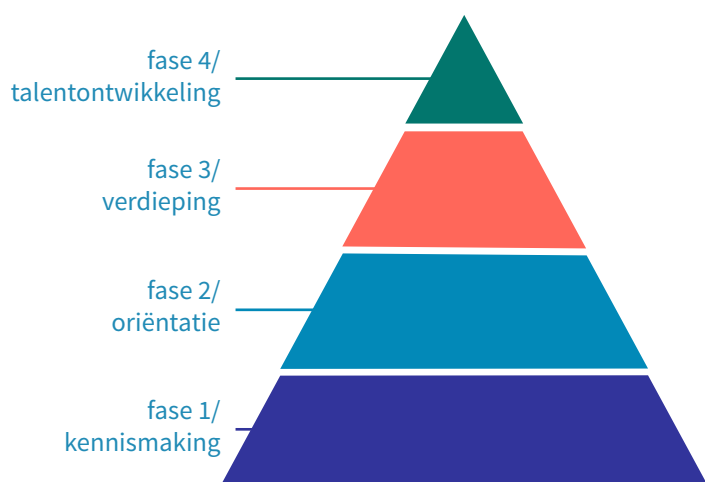 fase 4/
talentontwikkeling
fase 3/
verdieping
fase 2/
oriëntatie
fase 1/
kennismaking